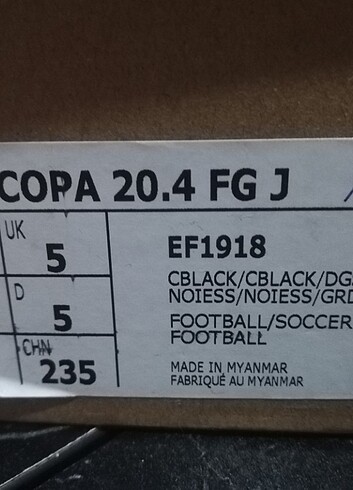 COPA 20.4 FG J
UK
5
EF1918
CBLACK/CBLACK/DG
NOIESS/NOIESS/GRD
D
5
FOOTBALL/SOCCER
FOOTBALL
CHN
235
MADE IN MYANMAR
FABRIQUÉ AU MYANMAR